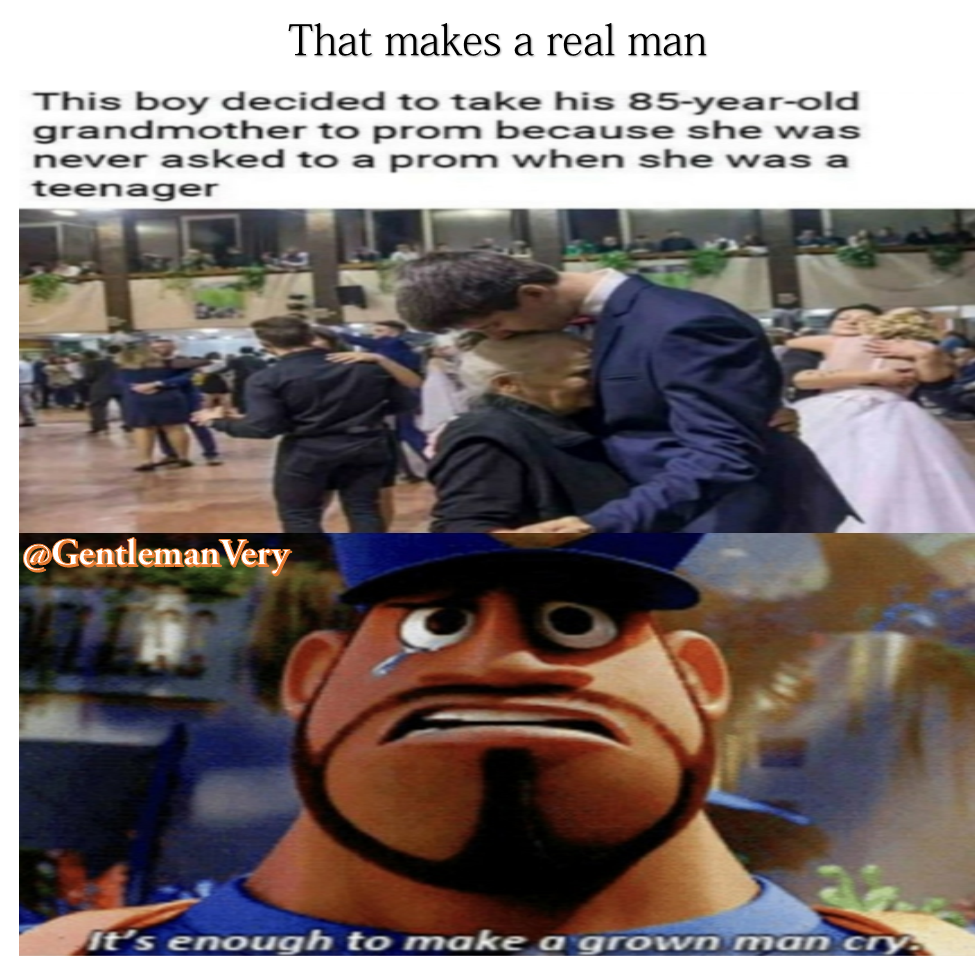 That makes a real man
This boy decided to take his 85-year-old
grandmother to prom because she was
never asked to a prom when she was a
teenager
@GentlemanVery
It's enough to make a grown man cry.